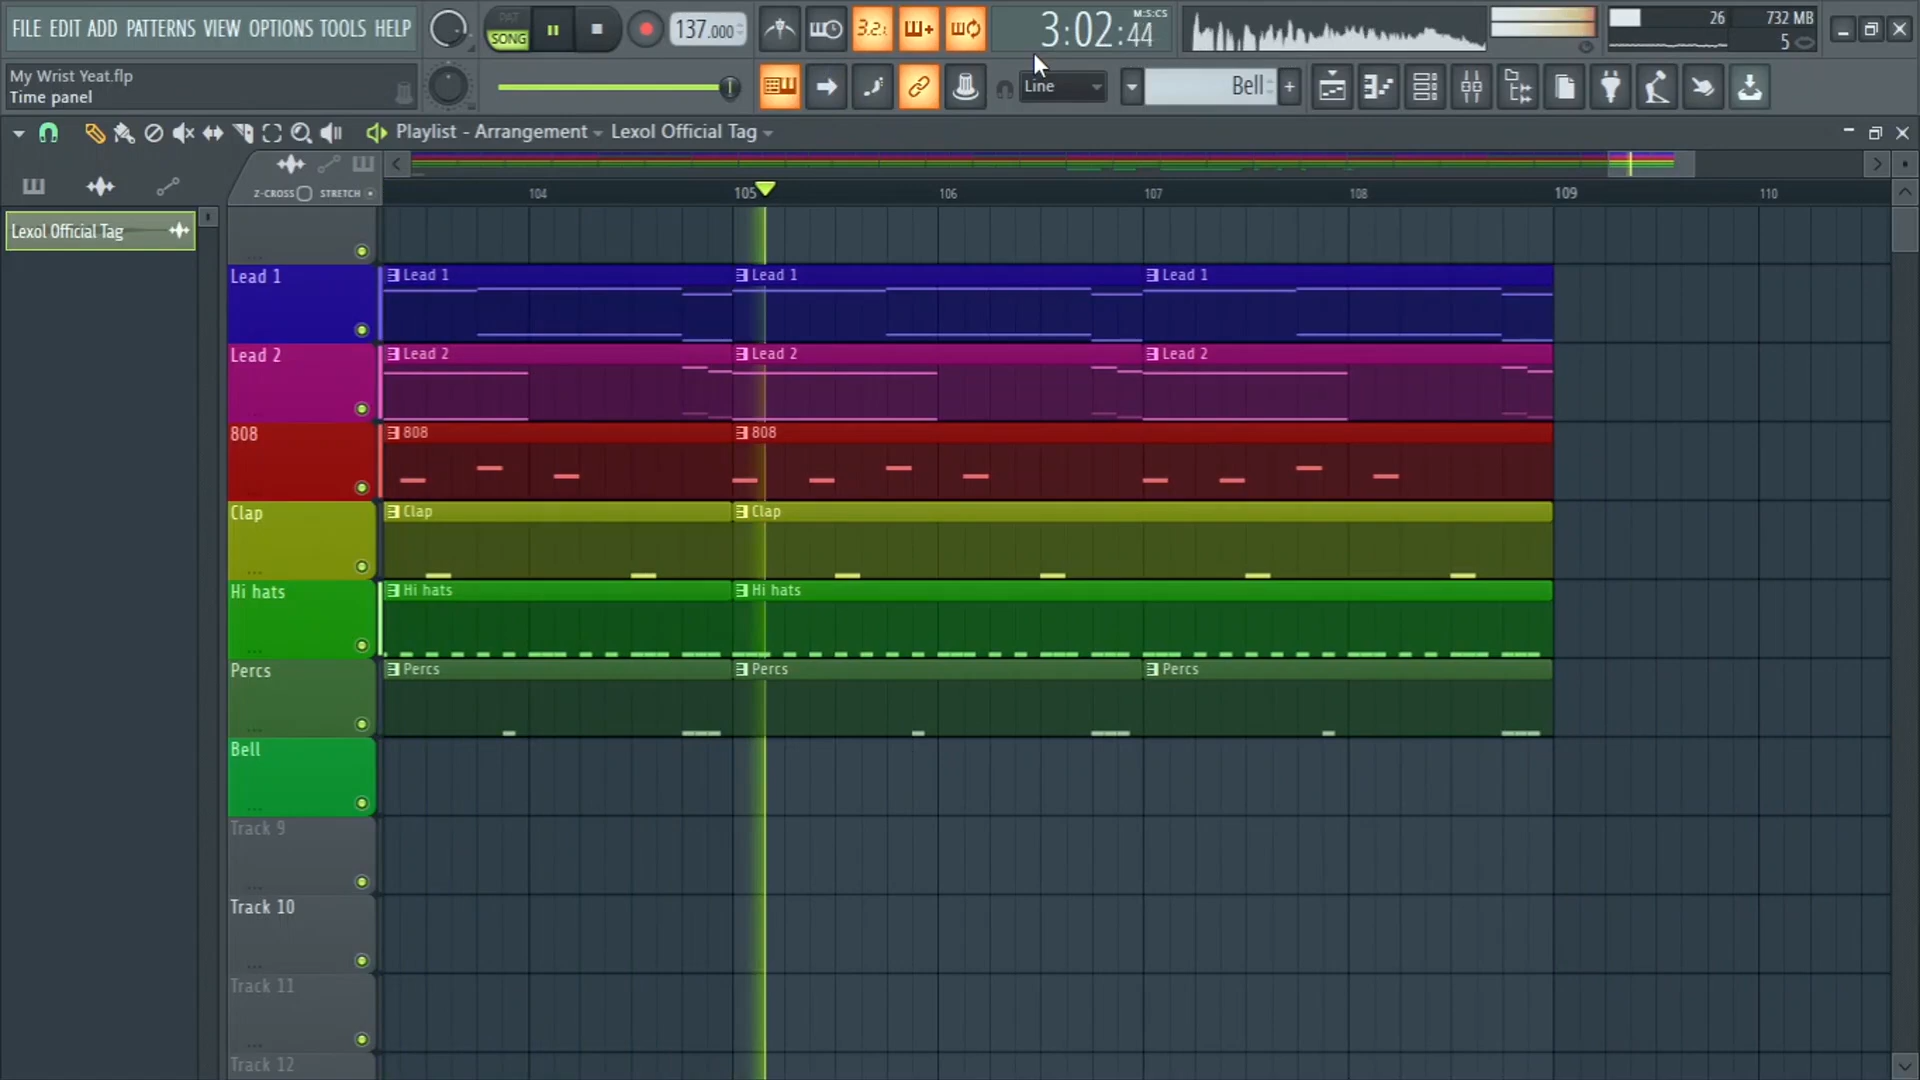 FILE EDIT ADD PATTERNS VIEW OPTIONS TOOLS HELP
PAT
SONG
137.000
3.2.
3:02:44
M:S:CS
26
732 MB
5
My Wrist Yeat.flp
Time panel
Line
Bell
Playlist - Arrangement
Lexol Official Tag
Z-CROSS
STRETCH
104
105
106
107
108
109
110
Lexol Official Tag
Lead 1
Lead 1
Lead 1
Lead 1
Lead 2
Lead 2
Lead 2
Lead 2
808
808
808
Clap
Clap
Clap
Hi hats
Hi hats
Hi hats
Percs
Percs
Percs
Percs
Bell
Track 9
Track 10
Track 11
Track 12